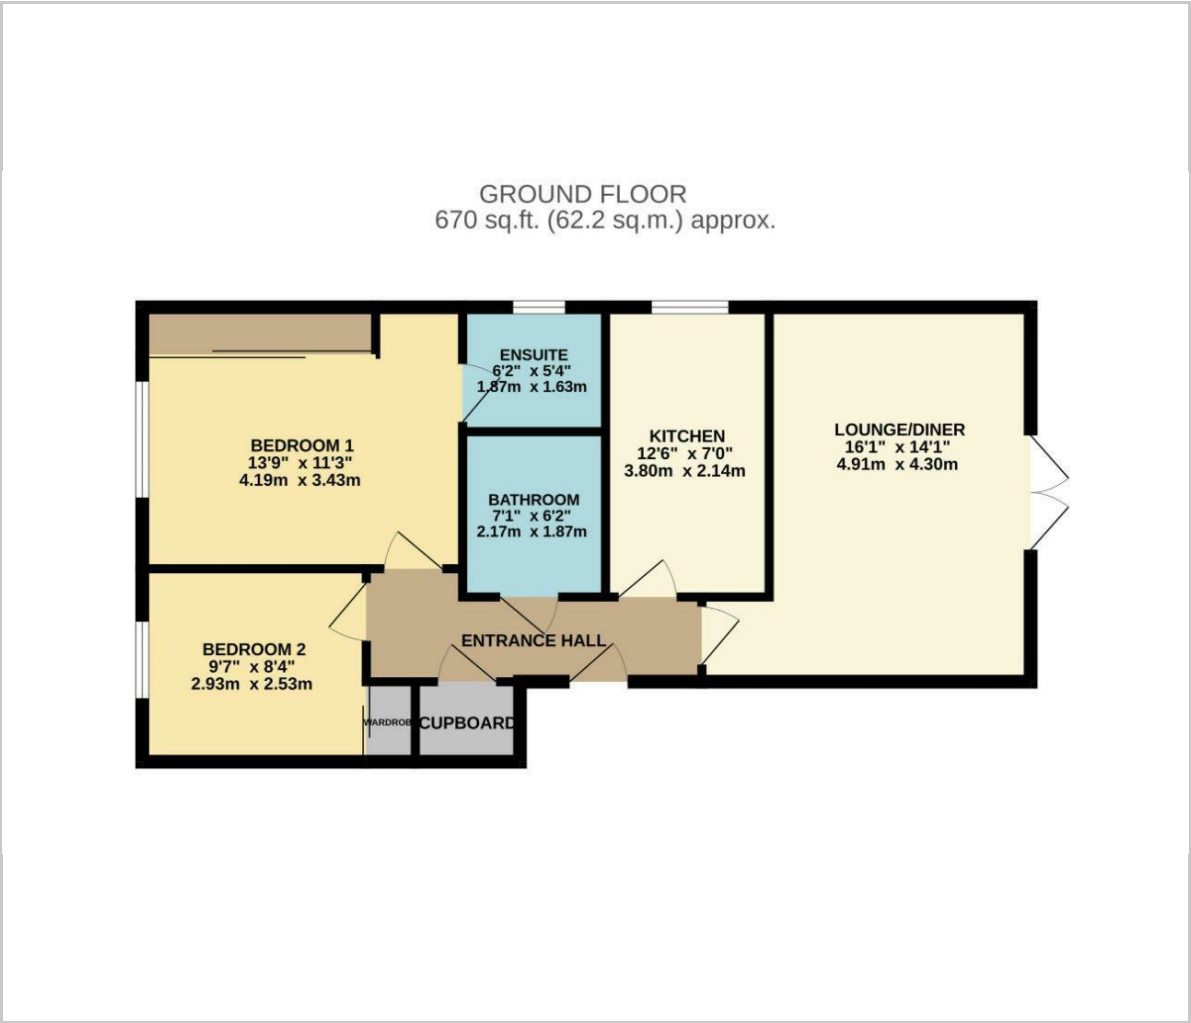 GROUND FLOOR
670 sq.ft. (62.2 sq.m.) approx.
ENSUITE
6'2" x 5'4"
1.87m x 1.63m
BEDROOM 1
13'9" x 11'3"
4.19m x 3.43m
KITCHEN
12'6" x 7'0"
3.80m x 2.14m
LOUNGE/DINER
16'1" x 14'1"
4.91m x 4.30m
BATHROOM
7'1" x 6'2"
2.17m x 1.87m
BEDROOM 2
9'7" x 8'4"
2.93m x 2.53m
ENTRANCE HALL
WARDROB
CUPBOARD